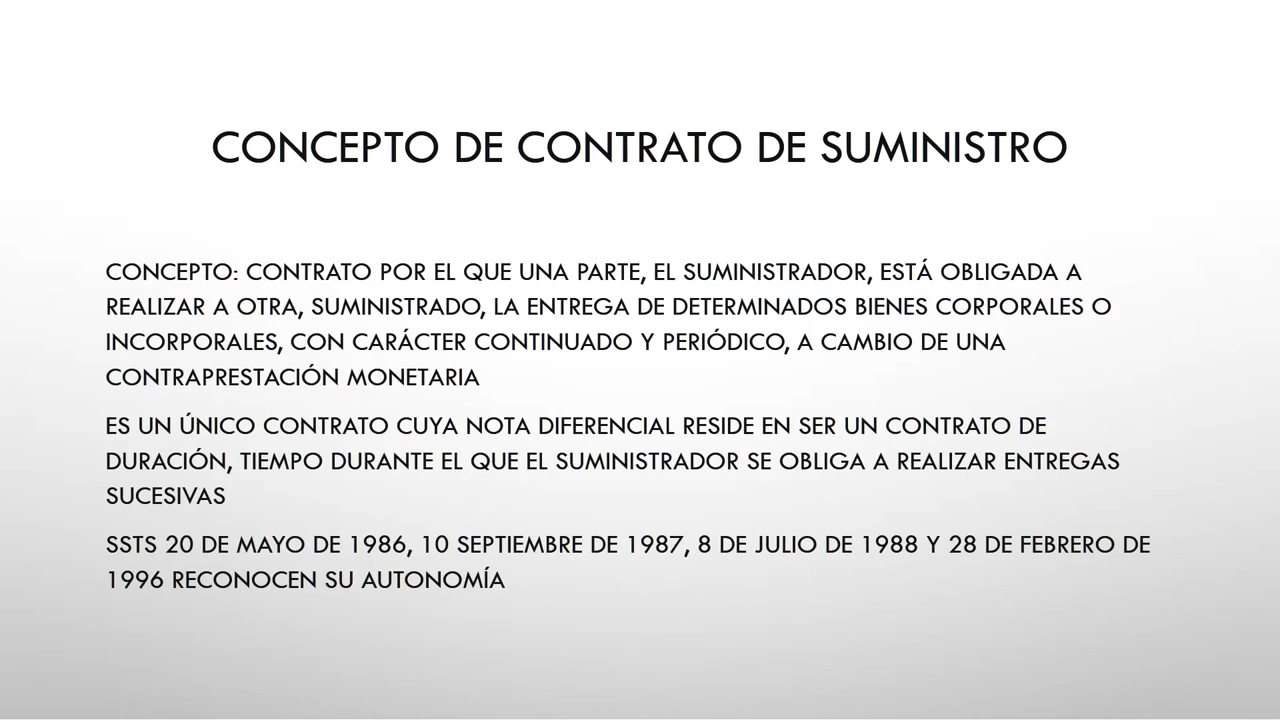 CONCEPTO DE CONTRATO DE SUMINISTRO
CONCEPTO: CONTRATO POR EL QUE UNA PARTE, EL SUMINISTRADOR, ESTÁ OBLIGADA A
REALIZAR A OTRA, SUMINISTRADO, LA ENTREGA DE DETERMINADOS BIENES CORPORALES O
INCORPORALES, CON CARÁCTER CONTINUADO Y PERIÓDICO, A CAMBIO DE UNA
CONTRAPRESTACIÓN MONETARIA
ES UN ÚNICO CONTRATO CUYA NOTA DIFERENCIAL RESIDE EN SER UN CONTRATO DE
DURACIÓN, TIEMPO DURANTE EL QUE EL SUMINISTRADOR SE OBLIGA A REALIZAR ENTREGAS
SUCESIVAS
SSTS 20 DE MAYO DE 1986, 10 SEPTIEMBRE DE 1987, 8 DE JULIO DE 1988 Y 28 DE FEBRERO DE
1996 RECONOCEN SU AUTONOMÍA